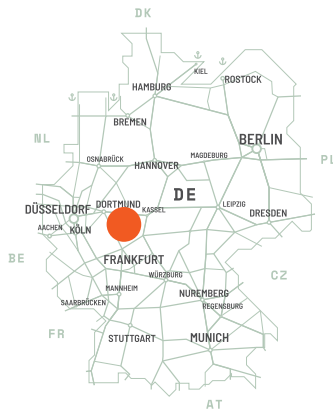 DK
KIEL
ROSTOCK
HAMBURG
BREMEN
NL
BERLIN
OSNABRÜCK
HANNOVER
MAGDEBURG
PL
DE
DÜSSELDORF
DORTMUND
KASSEL
LEIPZIG
DRESDEN
AACHEN
KÖLN
BE
FRANKFURT
WÜRZBURG
CZ
MANNHEIM
NUREMBERG
SAARBRÜCKEN
REGENSBURG
FR
STUTTGART
MUNICH
AT